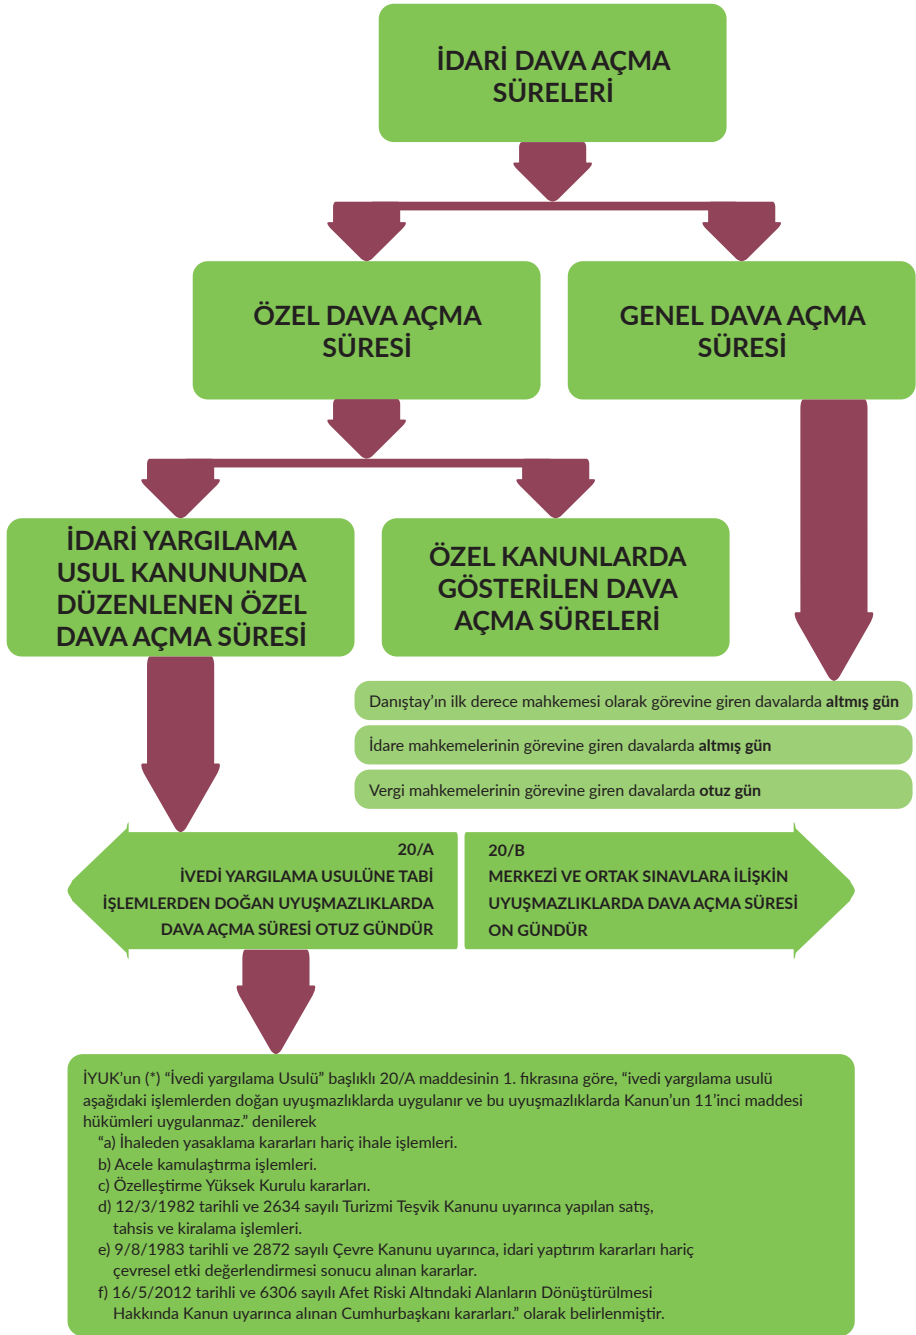 İDARİ DAVA AÇMA
SÜRELERİ
ÖZEL DAVA AÇMA
SÜRESİ
GENEL DAVA AÇMA
SÜRESİ
İDARİ YARGILAMA
USUL KANUNUNDA
DÜZENLENEN ÖZEL
DAVA AÇMA SÜRESİ
ÖZEL KANUNLARDA
GÖSTERİLEN DAVA
AÇMA SÜRELERİ
Danıştay’ın ilk derece mahkemesi olarak görevine giren davalarda altmış gün
İdare mahkemelerinin görevine giren davalarda altmış gün
Vergi mahkemelerinin görevine giren davalarda otuz gün
20/A
İVEDİ YARGILAMA USULÜNE TABİ
İŞLEMLERDEN DOĞAN UYUŞMAZLIKLARDA
DAVA AÇMA SÜRESİ OTUZ GÜNDÜR
20/B
MERKEZİ VE ORTAK SINAVLARA İLİŞKİN
UYUŞMAZLIKLARDA DAVA AÇMA SÜRESİ
ON GÜNDÜR
İYUK’un (*) “İvedi yargılama Usulü” başlıklı 20/A maddesinin 1. fıkrasına göre, “ivedi yargılama usulü
aşağıdaki işlemlerden doğan uyuşmazlıklarda uygulanır ve bu uyuşmazlıklarda Kanun’un 11’inci maddesi
hükümleri uygulanmaz.” denilerek
“a) İhaleden yasaklama kararları hariç ihale işlemleri.
b) Acele kamulaştırma işlemleri.
c) Özelleştirme Yüksek Kurulu kararları.
d) 12/3/1982 tarihli ve 2634 sayılı Turizmi Teşvik Kanunu uyarınca yapılan satış,
tahsis ve kiralama işlemleri.
e) 9/8/1983 tarihli ve 2872 sayılı Çevre Kanunu uyarınca, idari yaptırım kararları hariç
çevresel etki değerlendirmesi sonucu alınan kararlar.
f) 16/5/2012 tarihli ve 6306 sayılı Afet Riski Altındaki Alanların Dönüştürülmesi
Hakkında Kanun uyarınca alınan Cumhurbaşkanı kararları.” olarak belirlenmiştir.